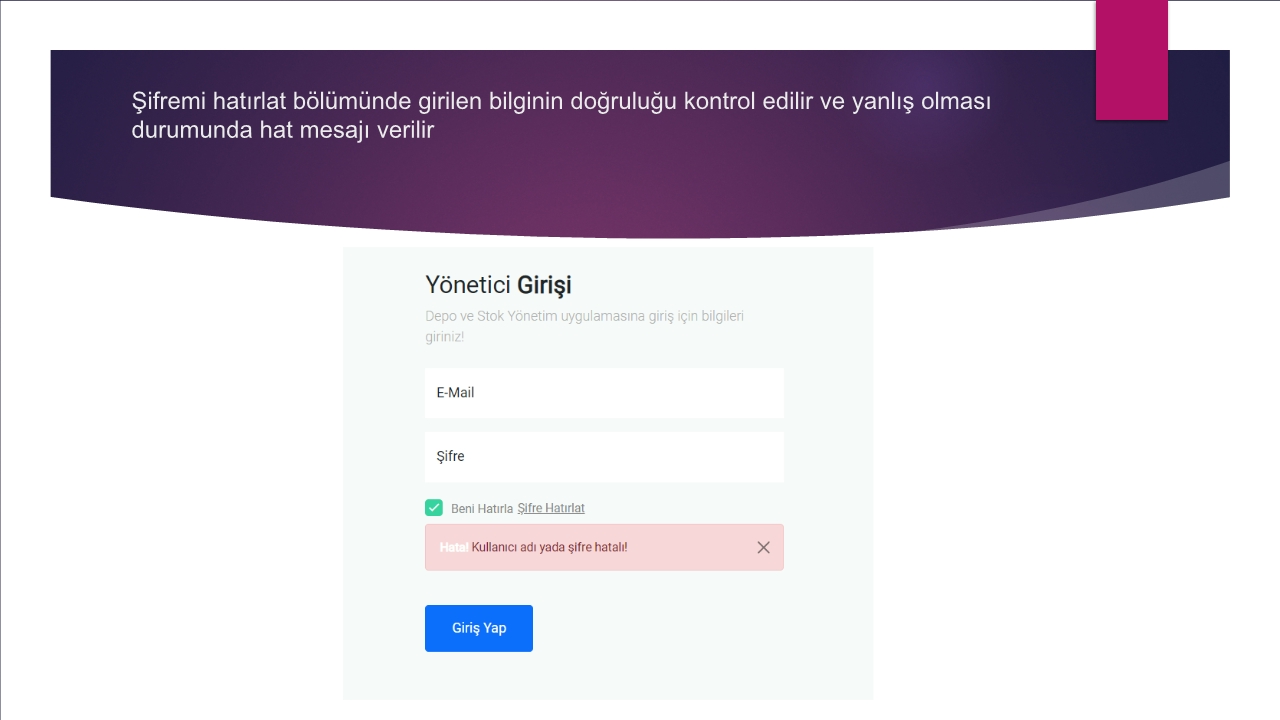 Şifremi hatırlat bölümünde girilen bilginin doğruluğu kontrol edilir ve yanlış olması
durumunda hat mesajı verilir
Yönetici Girişi
Depo ve Stok Yönetim uygulamasına giriş için bilgileri
giriniz!
E-Mail
Şifre
Beni Hatırla Şifre Hatırlat
Hata! Kullanıcı adı yada şifre hatalı!
Giriş Yap